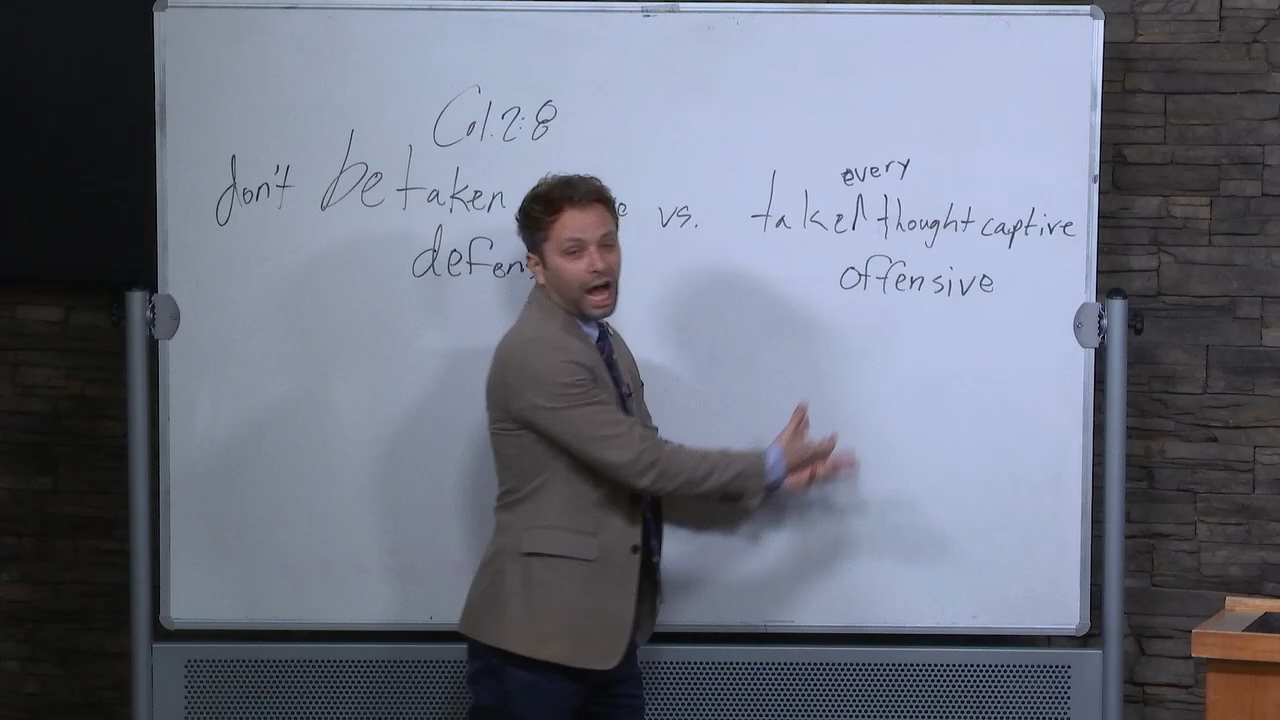 Col. 2:8
don't be taken
defen
vs.
every
take thought captive
offensive